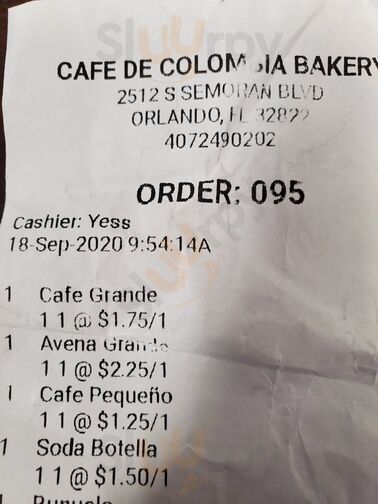 CAFE DE COLOMBIA BAKERY
2512 S SEMORAN BLVD
ORLANDO, FL 32822
4072490202
ORDER: 095
Cashier: Yess
18-Sep-2020 9:54:14A
1 Cafe Grande
1 1 @ $1.75/1
1 Avena Grande
1 1 @ $2.25/1
1 Cafe Pequeño
1 1 @ $1.25/1
1 Soda Botella
1 1 @ $1.50/1
1
Slurrpy